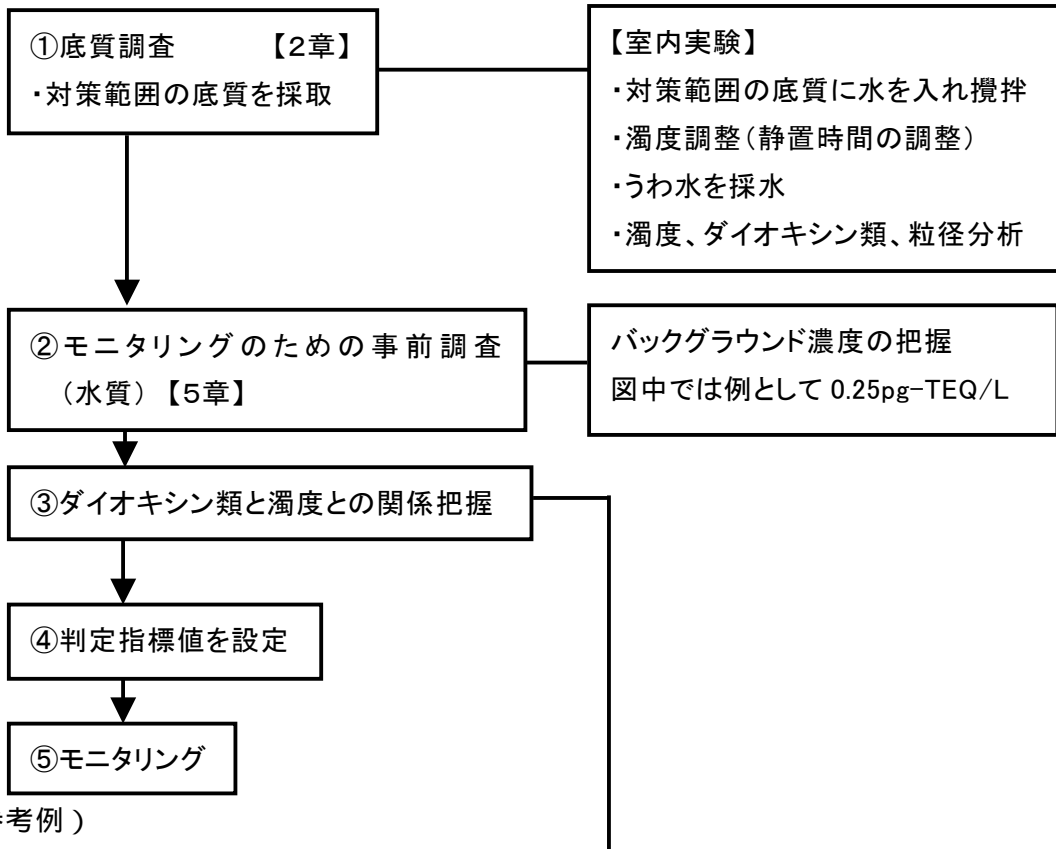 ①底質調査　　　【2章】
・対策範囲の底質を採取
【室内実験】
・対策範囲の底質に水を入れ攪拌
・濁度調整(静置時間の調整)
・うわ水を採水
・濁度、ダイオキシン類、粒径分析
②モニタリングのための事前調査
(水質)【5章】
バックグラウンド濃度の把握
図中では例として 0.25pg-TEQ/L
③ダイオキシン類と濁度との関係把握
④判定指標値を設定
⑤モニタリング
考例）